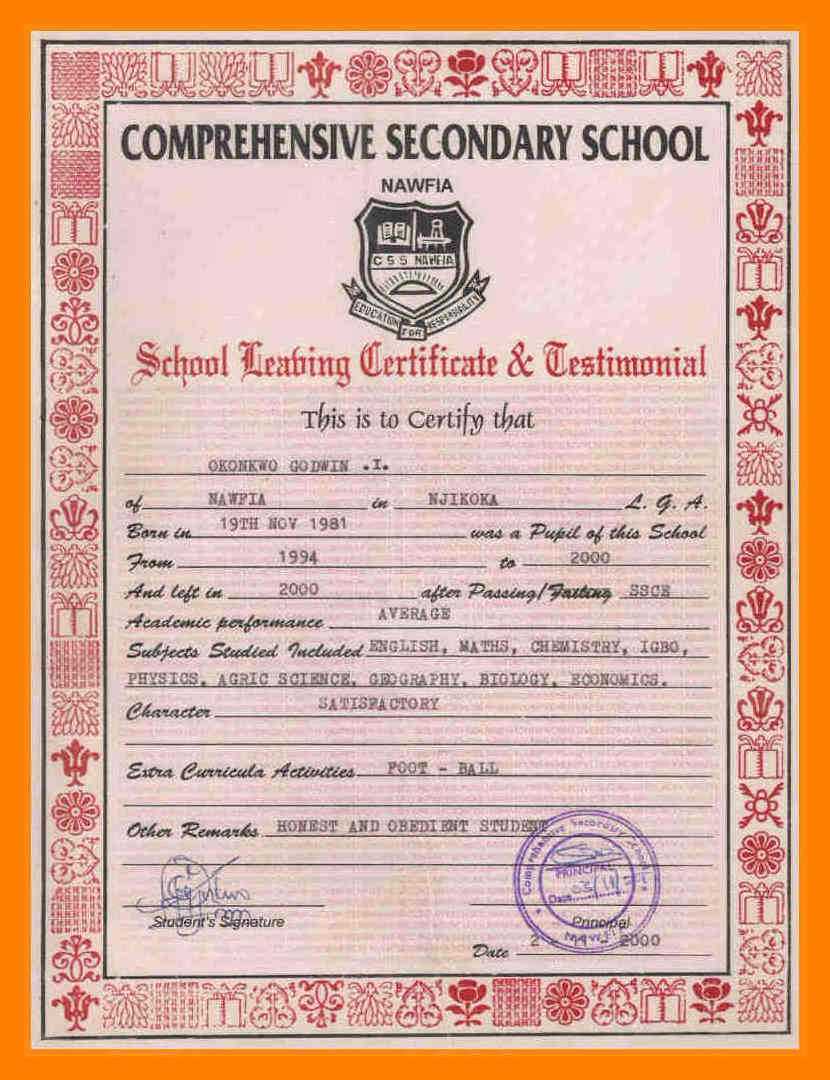 COMPREHENSIVE SECONDARY SCHOOL
NAWFIA
C S S NAWFIA
EDUCATION FOR RESPONSIBILITY
School Leaving Certificate & Testimonial
This is to Certify that
OKONKWO GODWIN .I.
of NAWFIA in NJIKOKA L. G. A.
Born in 19TH NOV 1981 was a Pupil of this School
From 1994 to 2000
And left in 2000 after Passing/Failing SSCE
Academic performance AVERAGE
Subjects Studied Included ENGLISH, MATHS, CHEMISTRY, IGBO,
PHYSICS, AGRIC SCIENCE, GEOGRAPHY, BIOLOGY, ECONOMICS.
Character SATISFACTORY
Extra Curricula Activities FOOT - BALL
Other Remarks HONEST AND OBEDIENT STUDENT
Comprehensive Secondary
PRINCIPAL
Date
Student's Signature Principal
Date 2 2000